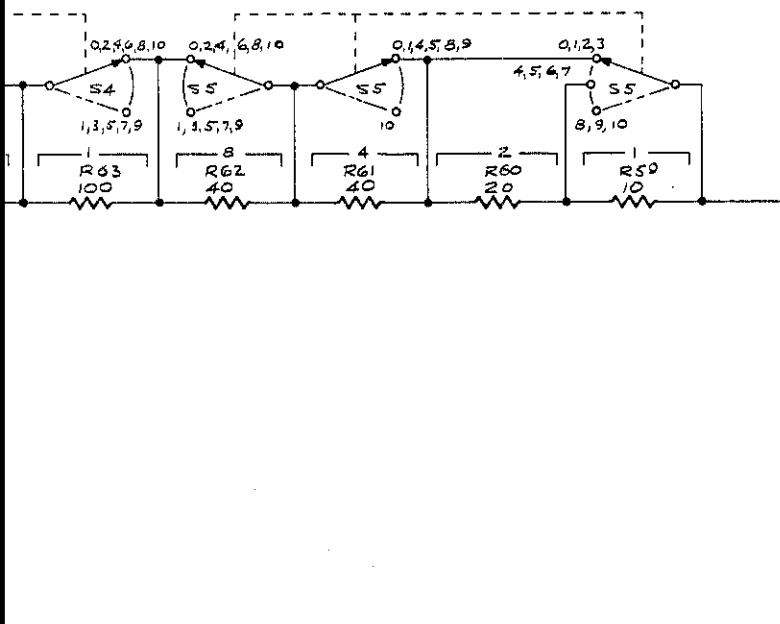 0,2,4,6,8,10 0,2,4, 6,8,10 0,1,4,5,8,9 0,1,2,3
4,5,6,7
S4 S5 S5 S5
1,3,5,7,9 1,3,5,7,9 10 8,9,10
1 8 4 2 1
R63 R62 R61 R60 R59
100 40 40 20 10